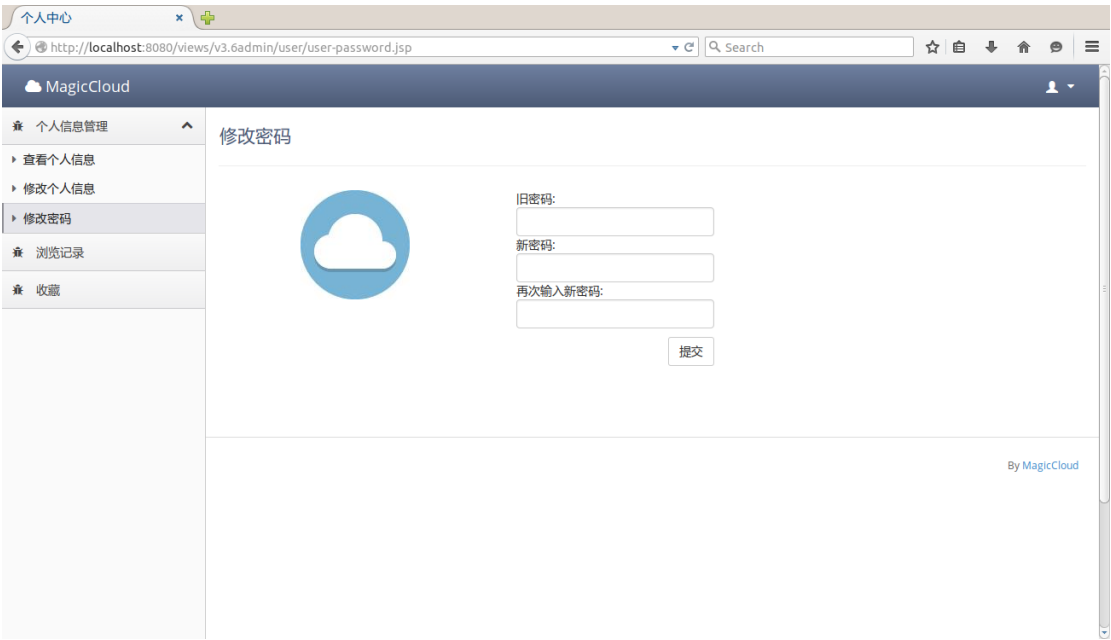 个人中心
http://localhost:8080/views/v3.6admin/user/user-password.jsp
Search
MagicCloud
个人信息管理
查看个人信息
修改个人信息
修改密码
浏览记录
收藏
修改密码
旧密码:
新密码:
再次输入新密码:
提交
By MagicCloud